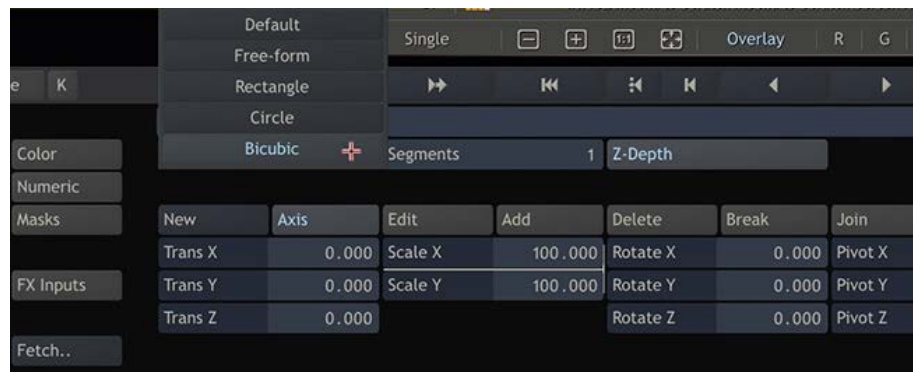 Default
Single 1:1 Overlay R G
Free-form
e K Rectangle
Circle
Color Bicubic Segments 1 Z-Depth
Numeric
Masks New Axis Edit Add Delete Break Join
Trans X 0.000 Scale X 100.000 Rotate X 0.000 Pivot X
FX Inputs Trans Y 0.000 Scale Y 100.000 Rotate Y 0.000 Pivot Y
Trans Z 0.000 Rotate Z 0.000 Pivot Z
Fetch..